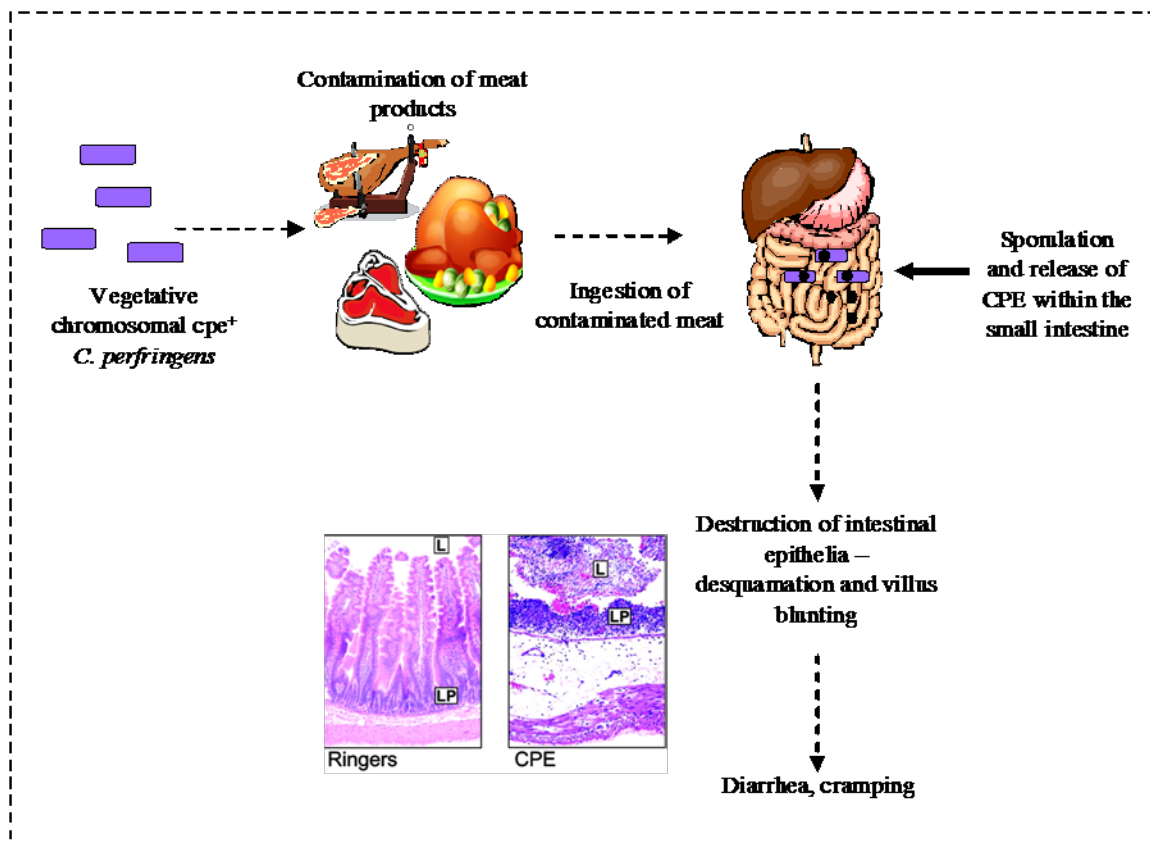 Contamination of meat
products
Vegetative
chromosomal cpe⁺
C. perfringens
Ingestion of
contaminated meat
Sporulation
and release of
CPE within the
small intestine
Destruction of intestinal
epithelia –
desquamation and villus
blunting
L
LP
Ringers
L
LP
CPE
Diarrhea, cramping